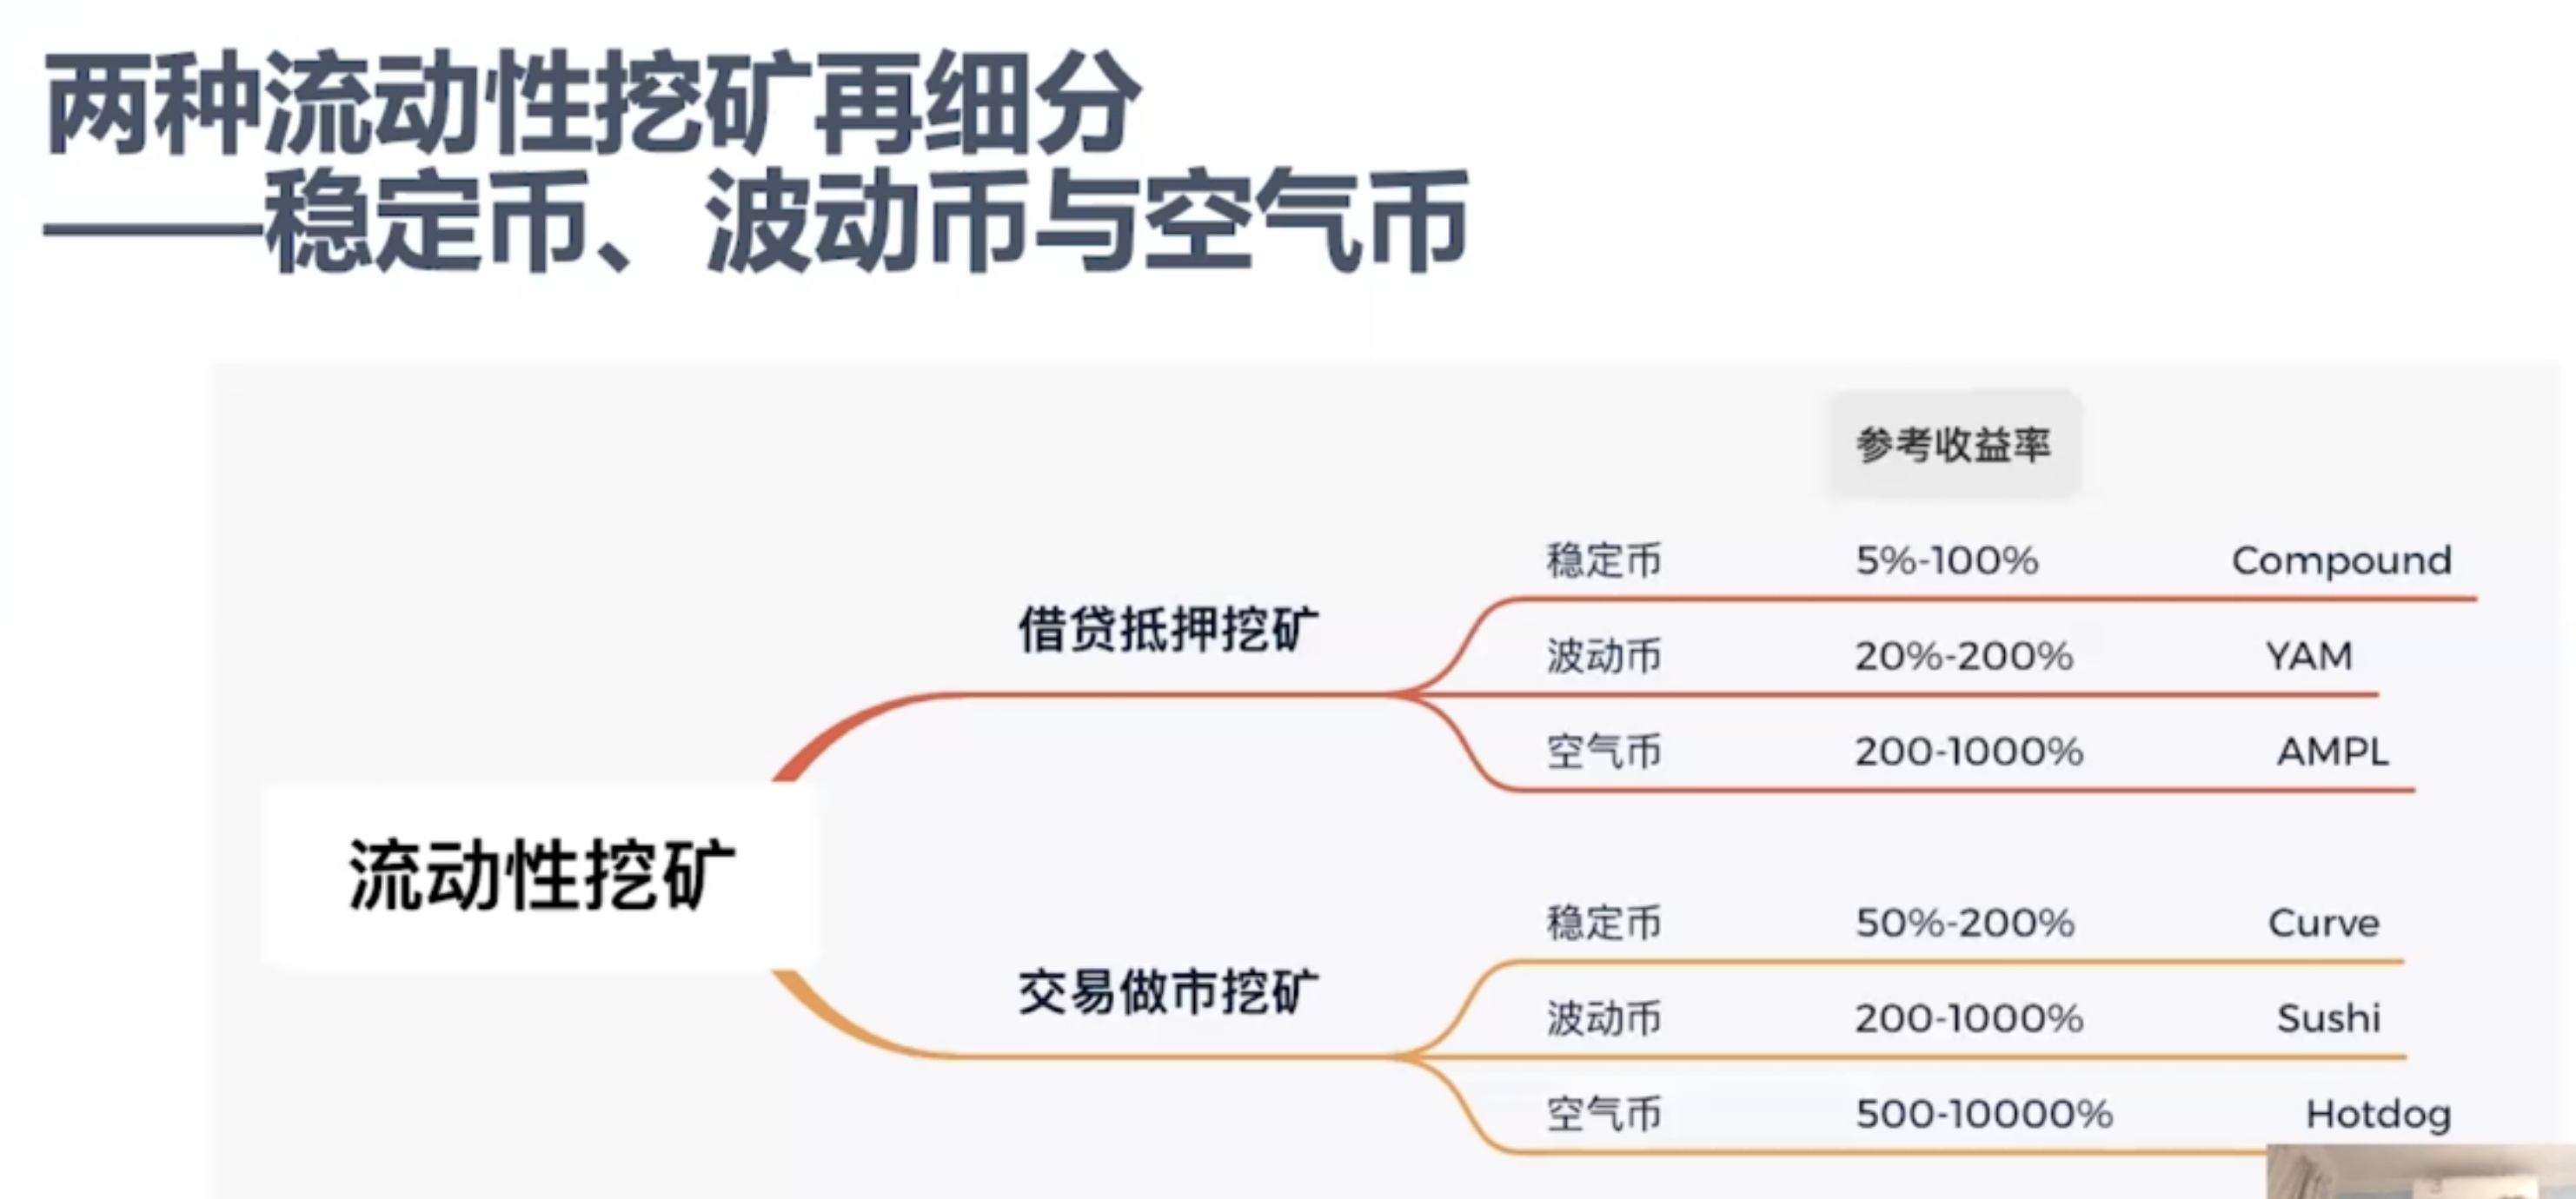 两种流动性挖矿再细分
——稳定币、波动币与空气币
参考收益率
流动性挖矿
借贷抵押挖矿
稳定币 5%-100% Compound
波动币 20%-200% YAM
空气币 200-1000% AMPL
交易做市挖矿
稳定币 50%-200% Curve
波动币 200-1000% Sushi
空气币 500-10000% Hotdog